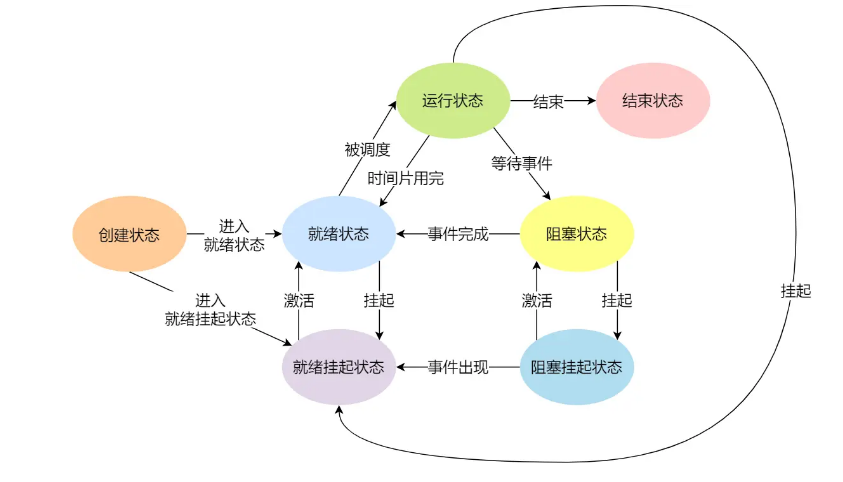 运行状态
结束
结束状态
被调度
时间片用完
等待事件
创建状态
进入
就绪状态
就绪状态
事件完成
阻塞状态
进入
就绪挂起状态
激活
挂起
激活
挂起
挂起
就绪挂起状态
事件出现
阻塞挂起状态